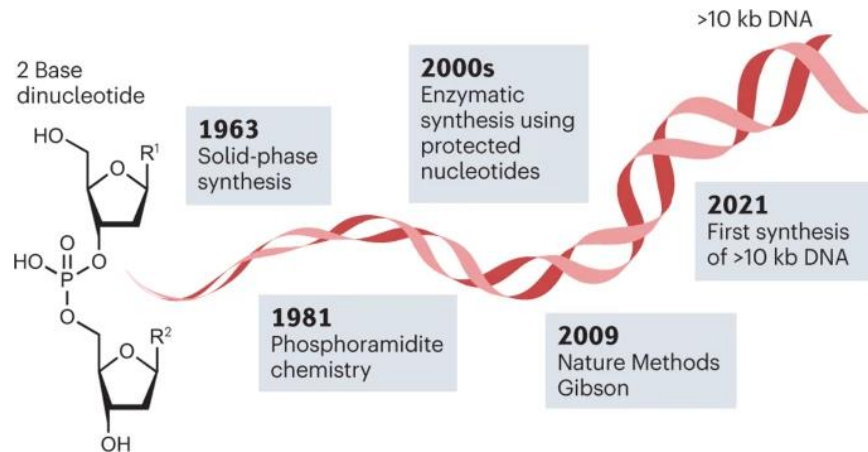 >10 kb DNA
2 Base
dinucleotide
1963
Solid-phase
synthesis
2000s
Enzymatic
synthesis using
protected
nucleotides
2021
First synthesis
of >10 kb DNA
1981
Phosphoramidite
chemistry
2009
Nature Methods
Gibson
HO
O
R¹
O
O
HO
P
O
O
R²
OH